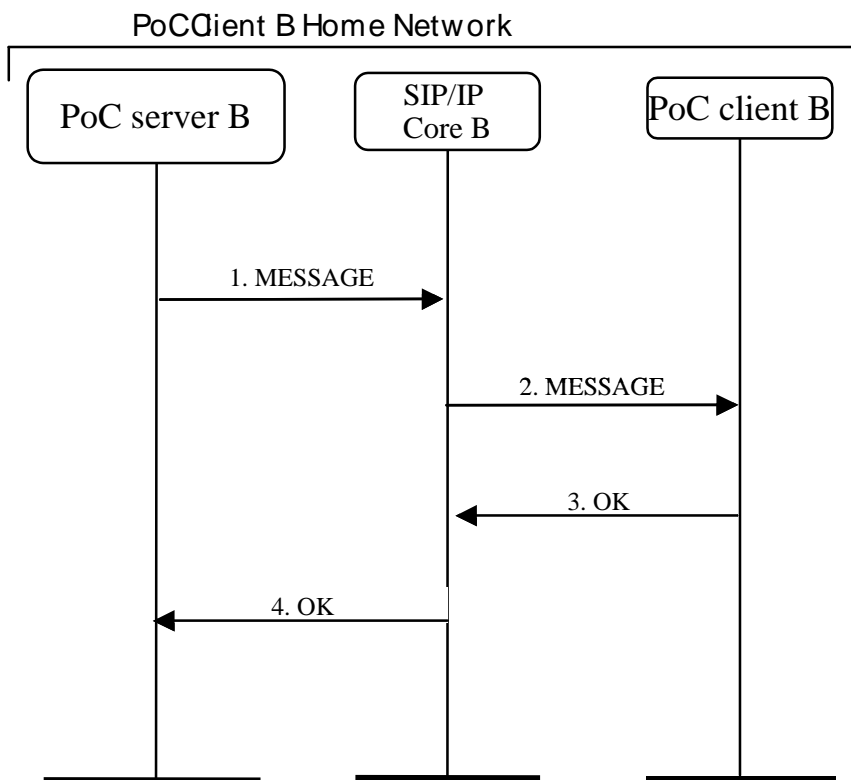 PoCClient B Home Network
PoC server B
SIP/IP
Core B
PoC client B
1. MESSAGE
2. MESSAGE
3. OK
4. OK